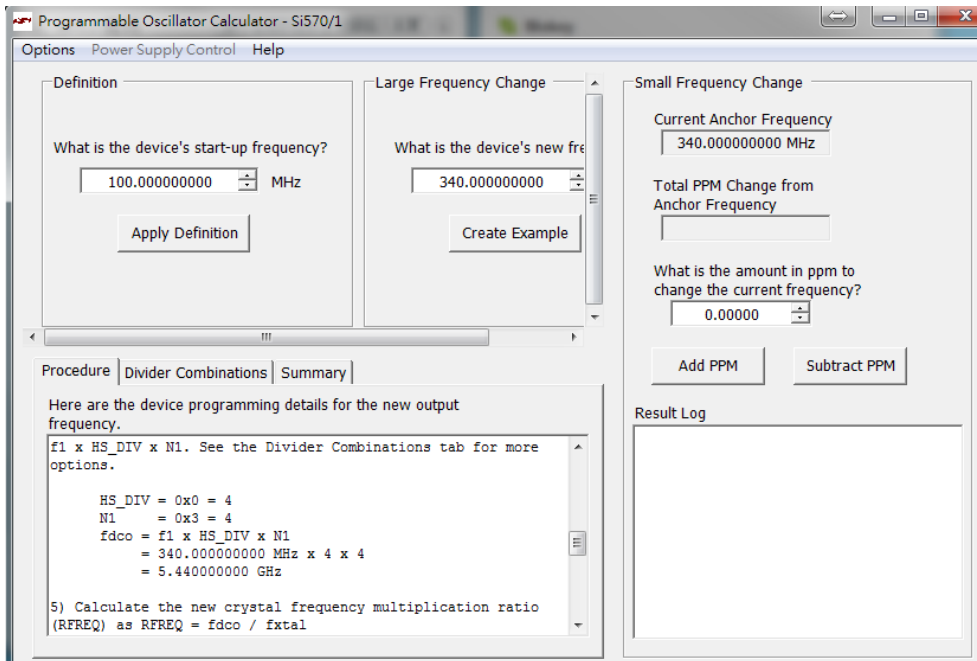 Programmable Oscillator Calculator - Si570/1
Options Power Supply Control Help
Definition
What is the device's start-up frequency?
100.000000000 MHz
Apply Definition
Large Frequency Change
What is the device's new fre
340.000000000
Create Example
Small Frequency Change
Current Anchor Frequency
340.000000000 MHz
Total PPM Change from
Anchor Frequency
What is the amount in ppm to
change the current frequency?
0.00000
Add PPM Subtract PPM
Result Log
Procedure Divider Combinations Summary
Here are the device programming details for the new output
frequency.
f1 x HS_DIV x N1. See the Divider Combinations tab for more
options.
HS_DIV = 0x0 = 4
N1 = 0x3 = 4
fdco = f1 x HS_DIV x N1
= 340.000000000 MHz x 4 x 4
= 5.440000000 GHz
5) Calculate the new crystal frequency multiplication ratio
(RFREQ) as RFREQ = fdco / fxtal